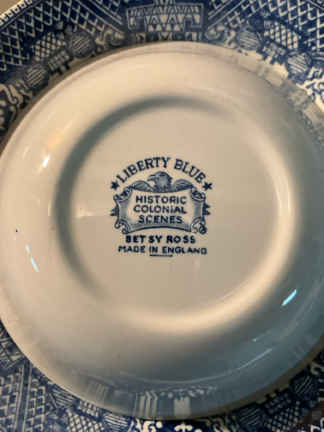 LIBERTY BLUE
HISTORIC
COLONIAL
SCENES
BETSY ROSS
MADE IN ENGLAND